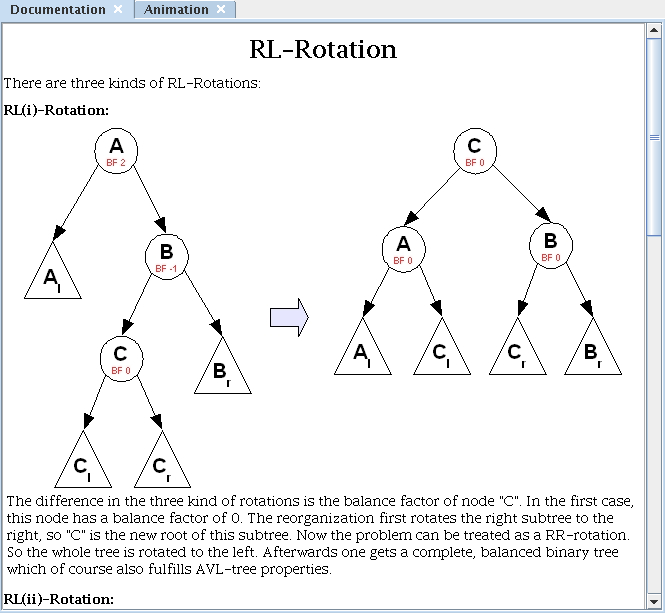 Documentation
Animation
RL-Rotation
There are three kinds of RL-Rotations:
RL(i)-Rotation:
A
BF 2
C
BF 0
B
BF -1
A
BF 0
B
BF 0
Al
C
BF 0
Br
Al
Cl
Cr
Br
Cl
Cr
The difference in the three kind of rotations is the balance factor of node "C". In the first case,
this node has a balance factor of 0. The reorganization first rotates the right subtree to the
right, so "C" is the new root of this subtree. Now the problem can be treated as a RR-rotation.
So the whole tree is rotated to the left. Afterwards one gets a complete, balanced binary tree
which of course also fulfills AVL-tree properties.
RL(ii)-Rotation: